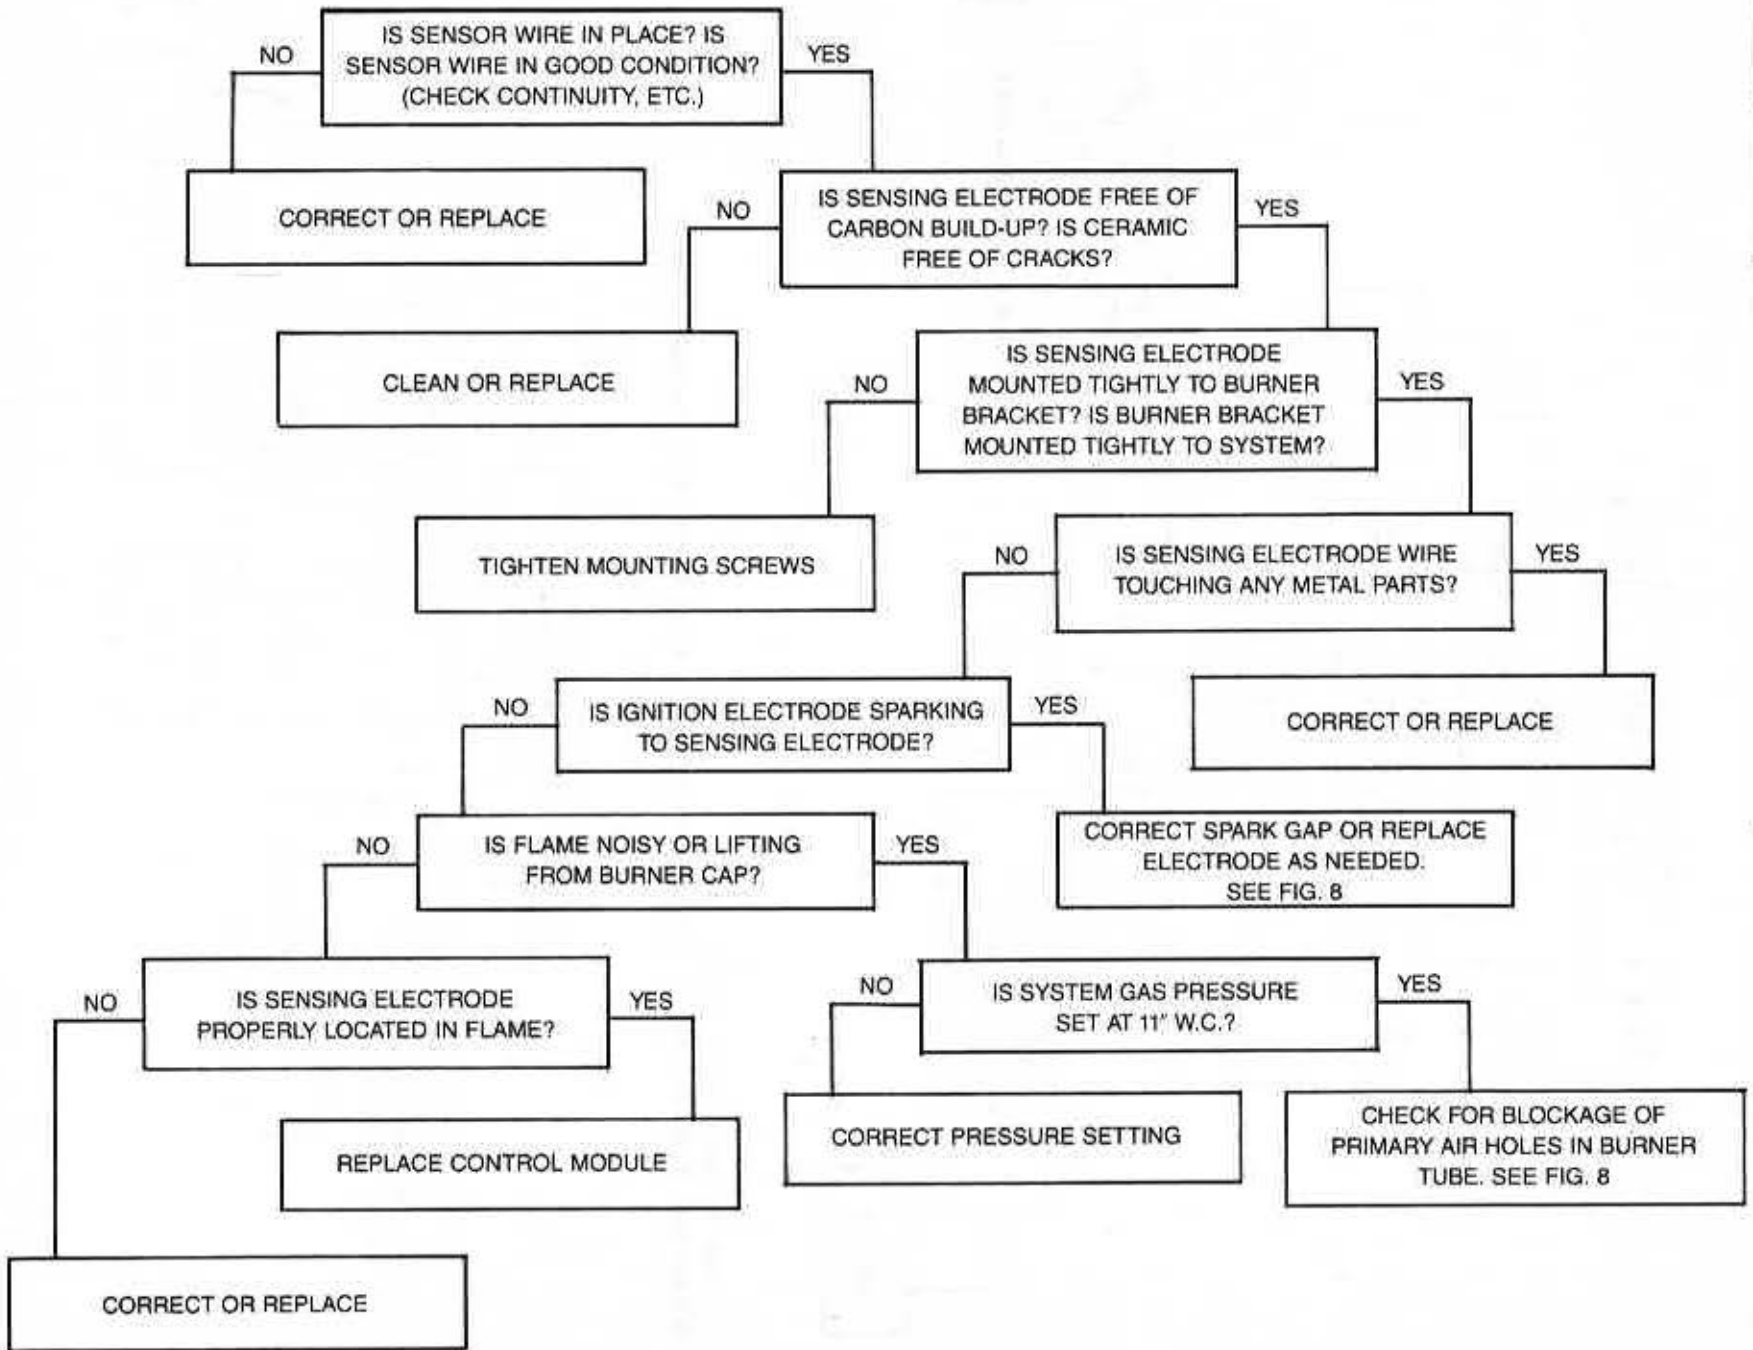 IS SENSOR WIRE IN PLACE? IS
SENSOR WIRE IN GOOD CONDITION?
(CHECK CONTINUITY, ETC.)
NO
YES
CORRECT OR REPLACE
IS SENSING ELECTRODE FREE OF
CARBON BUILD-UP? IS CERAMIC
FREE OF CRACKS?
NO
YES
CLEAN OR REPLACE
IS SENSING ELECTRODE
MOUNTED TIGHTLY TO BURNER
BRACKET? IS BURNER BRACKET
MOUNTED TIGHTLY TO SYSTEM?
NO
YES
TIGHTEN MOUNTING SCREWS
IS SENSING ELECTRODE WIRE
TOUCHING ANY METAL PARTS?
NO
YES
IS IGNITION ELECTRODE SPARKING
TO SENSING ELECTRODE?
NO
YES
CORRECT OR REPLACE
IS FLAME NOISY OR LIFTING
FROM BURNER CAP?
NO
YES
CORRECT SPARK GAP OR REPLACE
ELECTRODE AS NEEDED.
SEE FIG. 8
IS SENSING ELECTRODE
PROPERLY LOCATED IN FLAME?
NO
YES
IS SYSTEM GAS PRESSURE
SET AT 11" W.C.?
NO
YES
REPLACE CONTROL MODULE
CORRECT PRESSURE SETTING
CHECK FOR BLOCKAGE OF
PRIMARY AIR HOLES IN BURNER
TUBE. SEE FIG. 8
CORRECT OR REPLACE